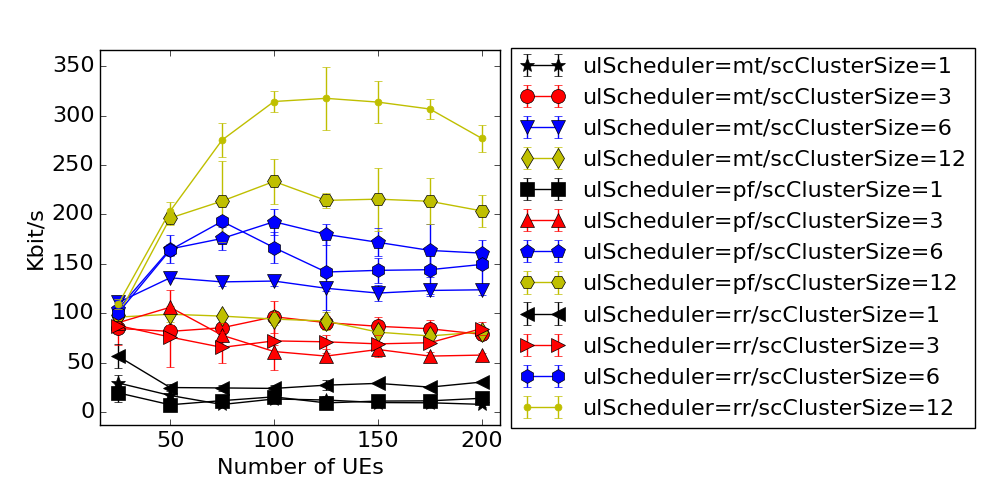 350
300
250
200
150
100
50
0
Kbit/s
50 100 150 200
Number of UEs
ulScheduler=mt/scClusterSize=1
ulScheduler=mt/scClusterSize=3
ulScheduler=mt/scClusterSize=6
ulScheduler=mt/scClusterSize=12
ulScheduler=pf/scClusterSize=1
ulScheduler=pf/scClusterSize=3
ulScheduler=pf/scClusterSize=6
ulScheduler=pf/scClusterSize=12
ulScheduler=rr/scClusterSize=1
ulScheduler=rr/scClusterSize=3
ulScheduler=rr/scClusterSize=6
ulScheduler=rr/scClusterSize=12